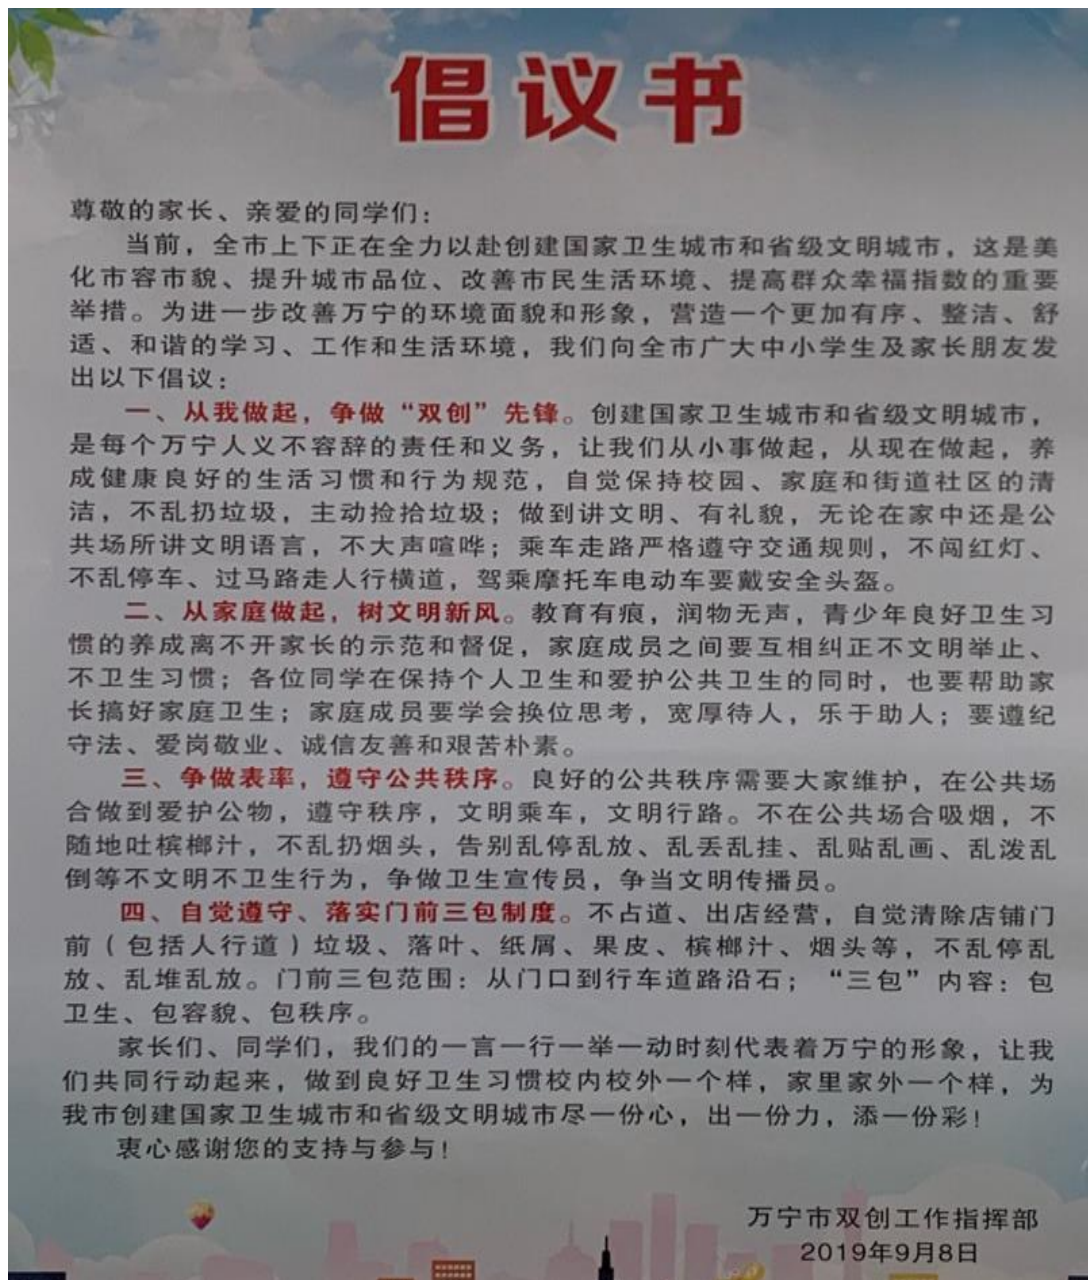 倡议书
尊敬的家长、亲爱的同学们：
当前，全市上下正在全力以赴创建国家卫生城市和省级文明城市，这是美
化市容市貌、提升城市品位、改善市民生活环境、提高群众幸福指数的重要
举措。为进一步改善万宁的环境面貌和形象，营造一个更加有序、整洁、舒
适、和谐的学习、工作和生活环境，我们向全市广大中小学生及家长朋友发
出以下倡议：
一、从我做起，争做“双创”先锋。创建国家卫生城市和省级文明城市，
是每个万宁人义不容辞的责任和义务，让我们从小事做起，从现在做起，养
成健康良好的生活习惯和行为规范，自觉保持校园、家庭和街道社区的清
洁，不乱扔垃圾，主动捡拾垃圾；做到讲文明、有礼貌，无论在家中还是公
共场所讲文明语言，不大声喧哗；乘车走路严格遵守交通规则，不闯红灯、
不乱停车、过马路走人行横道，驾乘摩托车电动车要戴安全头盔。
二、从家庭做起，树文明新风。教育有痕，润物无声，青少年良好卫生习
惯的养成离不开家长的示范和督促，家庭成员之间要互相纠正不文明举止、
不卫生习惯；各位同学在保持个人卫生和爱护公共卫生的同时，也要帮助家
长搞好家庭卫生；家庭成员要学会换位思考，宽厚待人，乐于助人；要遵纪
守法、爱岗敬业、诚信友善和艰苦朴素。
三、争做表率，遵守公共秩序。良好的公共秩序需要大家维护，在公共场
合做到爱护公物，遵守秩序，文明乘车，文明行路。不在公共场合吸烟，不
随地吐槟榔汁，不乱扔烟头，告别乱停乱放、乱丢乱挂、乱贴乱画、乱泼乱
倒等不文明不卫生行为，争做卫生宣传员，争当文明传播员。
四、自觉遵守、落实门前三包制度。不占道、出店经营，自觉清除店铺门
前（包括人行道）垃圾、落叶、纸屑、果皮、槟榔汁、烟头等，不乱停乱
放、乱堆乱放。门前三包范围：从门口到行车道路沿石；“三包”内容：包
卫生、包容貌、包秩序。
家长们、同学们，我们的一言一行一举一动时刻代表着万宁的形象，让我
们共同行动起来，做到良好卫生习惯校内校外一个样，家里家外一个样，为
我市创建国家卫生城市和省级文明城市尽一份心，出一份力，添一份彩！
衷心感谢您的支持与参与！
万宁市双创工作指挥部
2019年9月8日